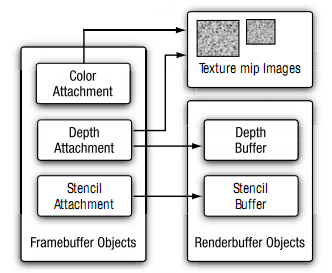 Texture mip Images
Color
Attachment
Depth
Attachment
Stencil
Attachment
Framebuffer Objects
Depth
Buffer
Stencil
Buffer
Renderbuffer Objects